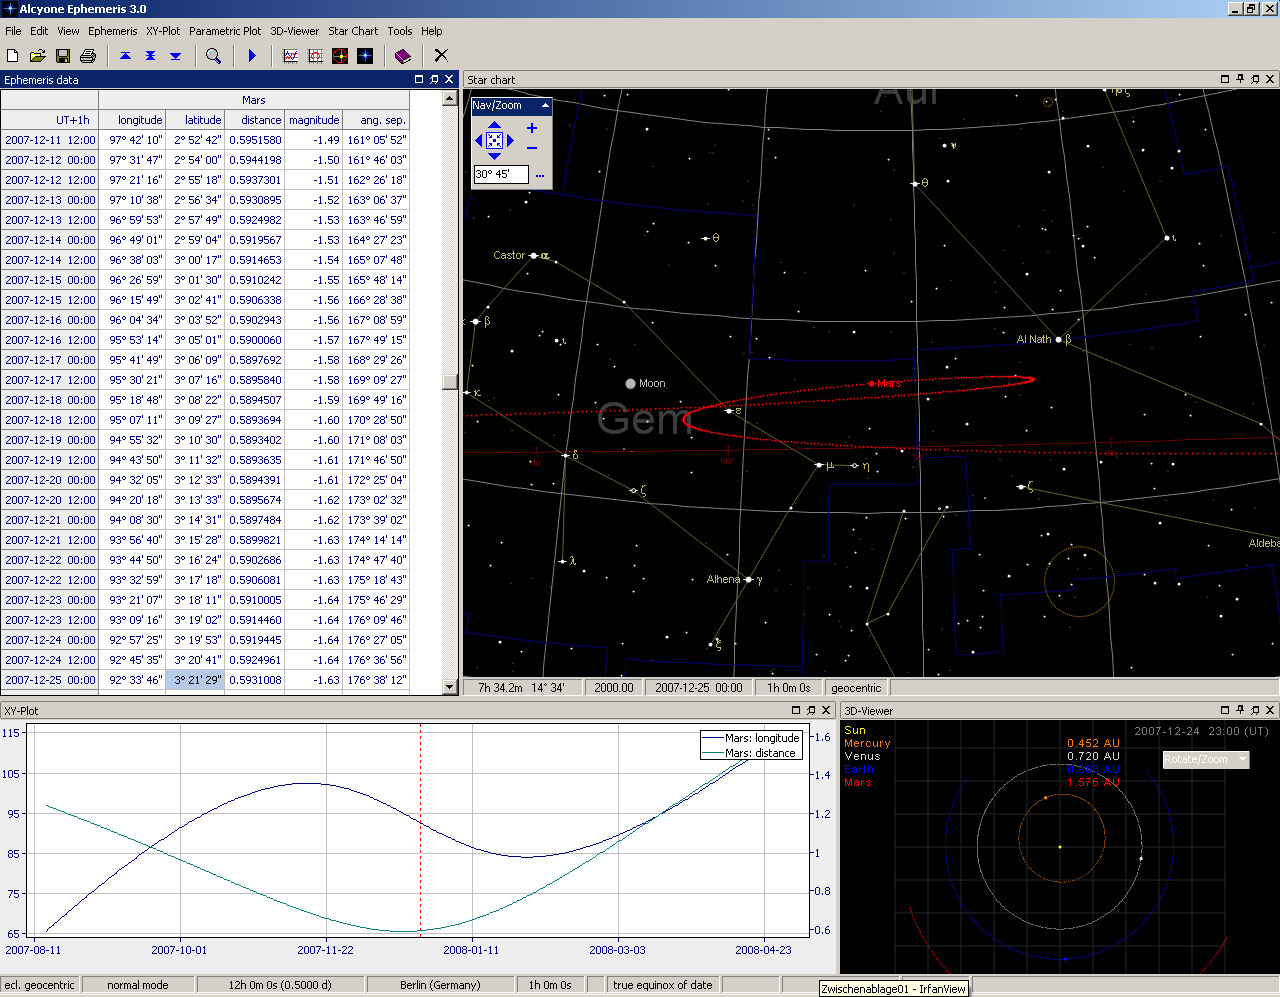 Alcyone Ephemeris 3.0
File Edit View Ephemeris XY-Plot Parametric Plot 3D-Viewer Star Chart Tools Help
Ephemeris data
Mars
UT+1h longitude latitude distance magnitude ang. sep.
2007-12-11 12:00 97° 42' 10" 2° 52' 42" 0.5951580 -1.49 161° 05' 52"
2007-12-12 00:00 97° 31' 47" 2° 54' 00" 0.5944198 -1.50 161° 46' 03"
2007-12-12 12:00 97° 21' 16" 2° 55' 18" 0.5937301 -1.51 162° 26' 18"
2007-12-13 00:00 97° 10' 38" 2° 56' 34" 0.5930895 -1.52 163° 06' 37"
2007-12-13 12:00 96° 59' 53" 2° 57' 49" 0.5924982 -1.53 163° 46' 59"
2007-12-14 00:00 96° 49' 01" 2° 59' 04" 0.5919567 -1.53 164° 27' 23"
2007-12-14 12:00 96° 38' 03" 3° 00' 17" 0.5914653 -1.54 165° 07' 48"
2007-12-15 00:00 96° 26' 59" 3° 01' 30" 0.5910242 -1.55 165° 48' 14"
2007-12-15 12:00 96° 15' 49" 3° 02' 41" 0.5906338 -1.56 166° 28' 38"
2007-12-16 00:00 96° 04' 34" 3° 03' 52" 0.5902943 -1.56 167° 08' 59"
2007-12-16 12:00 95° 53' 14" 3° 05' 01" 0.5900060 -1.57 167° 49' 15"
2007-12-17 00:00 95° 41' 49" 3° 06' 09" 0.5897692 -1.58 168° 29' 26"
2007-12-17 12:00 95° 30' 21" 3° 07' 16" 0.5895840 -1.58 169° 09' 27"
2007-12-18 00:00 95° 18' 48" 3° 08' 22" 0.5894507 -1.59 169° 49' 16"
2007-12-18 12:00 95° 07' 11" 3° 09' 27" 0.5893694 -1.60 170° 28' 50"
2007-12-19 00:00 94° 55' 32" 3° 10' 30" 0.5893402 -1.60 171° 08' 03"
2007-12-19 12:00 94° 43' 50" 3° 11' 32" 0.5893635 -1.61 171° 46' 50"
2007-12-20 00:00 94° 32' 05" 3° 12' 33" 0.5894391 -1.61 172° 25' 04"
2007-12-20 12:00 94° 20' 18" 3° 13' 33" 0.5895674 -1.62 173° 02' 32"
2007-12-21 00:00 94° 08' 30" 3° 14' 31" 0.5897484 -1.62 173° 39' 02"
2007-12-21 12:00 93° 56' 40" 3° 15' 28" 0.5899821 -1.63 174° 14' 14"
2007-12-22 00:00 93° 44' 50" 3° 16' 24" 0.5902686 -1.63 174° 47' 40"
2007-12-22 12:00 93° 32' 59" 3° 17' 18" 0.5906081 -1.63 175° 18' 43"
2007-12-23 00:00 93° 21' 07" 3° 18' 11" 0.5910005 -1.64 175° 46' 29"
2007-12-23 12:00 93° 09' 16" 3° 19' 02" 0.5914460 -1.64 176° 09' 46"
2007-12-24 00:00 92° 57' 25" 3° 19' 53" 0.5919445 -1.64 176° 27' 05"
2007-12-24 12:00 92° 45' 35" 3° 20' 41" 0.5924961 -1.64 176° 36' 56"
2007-12-25 00:00 92° 33' 46" 3° 21' 29" 0.5931008 -1.63 176° 38' 12"
Star chart
Nav/Zoom
30° 45'
...
Aur
θ
ι
θ
Castor α
β
ι
κ
Al Nath β
Moon
Mars
Gem
ε
δ
ζ
μ η
ζ
100°
λ
Alhena γ
ξ
Aldeba
7h 34.2m 14° 34' 2000.00 2007-12-25 00:00 1h 0m 0s geocentric
XY-Plot
Mars: longitude
Mars: distance
115
105
95
85
75
65
1.6
1.4
1.2
1
0.8
0.6
2007-08-11 2007-10-01 2007-11-22 2008-01-11 2008-03-03 2008-04-23
3D-Viewer
Sun
Mercury 0.452 AU
Venus 0.720 AU
Earth
Mars 1.576 AU
2007-12-24 23:00 (UT)
Rotate/Zoom
ecl. geocentric normal mode 12h 0m 0s (0.5000 d) Berlin (Germany) 1h 0m 0s true equinox of date
Zwischenablage01 - IrfanView